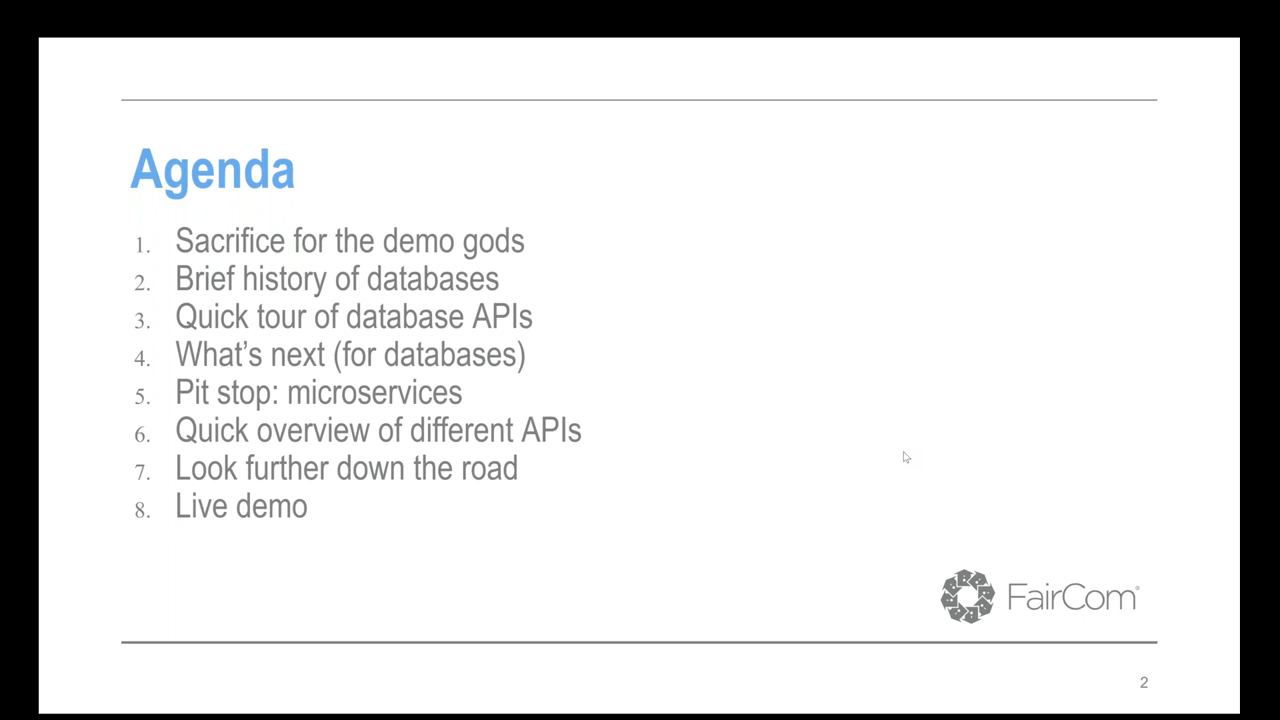 Agenda
1. Sacrifice for the demo gods
2. Brief history of databases
3. Quick tour of database APIs
4. What’s next (for databases)
5. Pit stop: microservices
6. Quick overview of different APIs
7. Look further down the road
8. Live demo
FairCom®
2